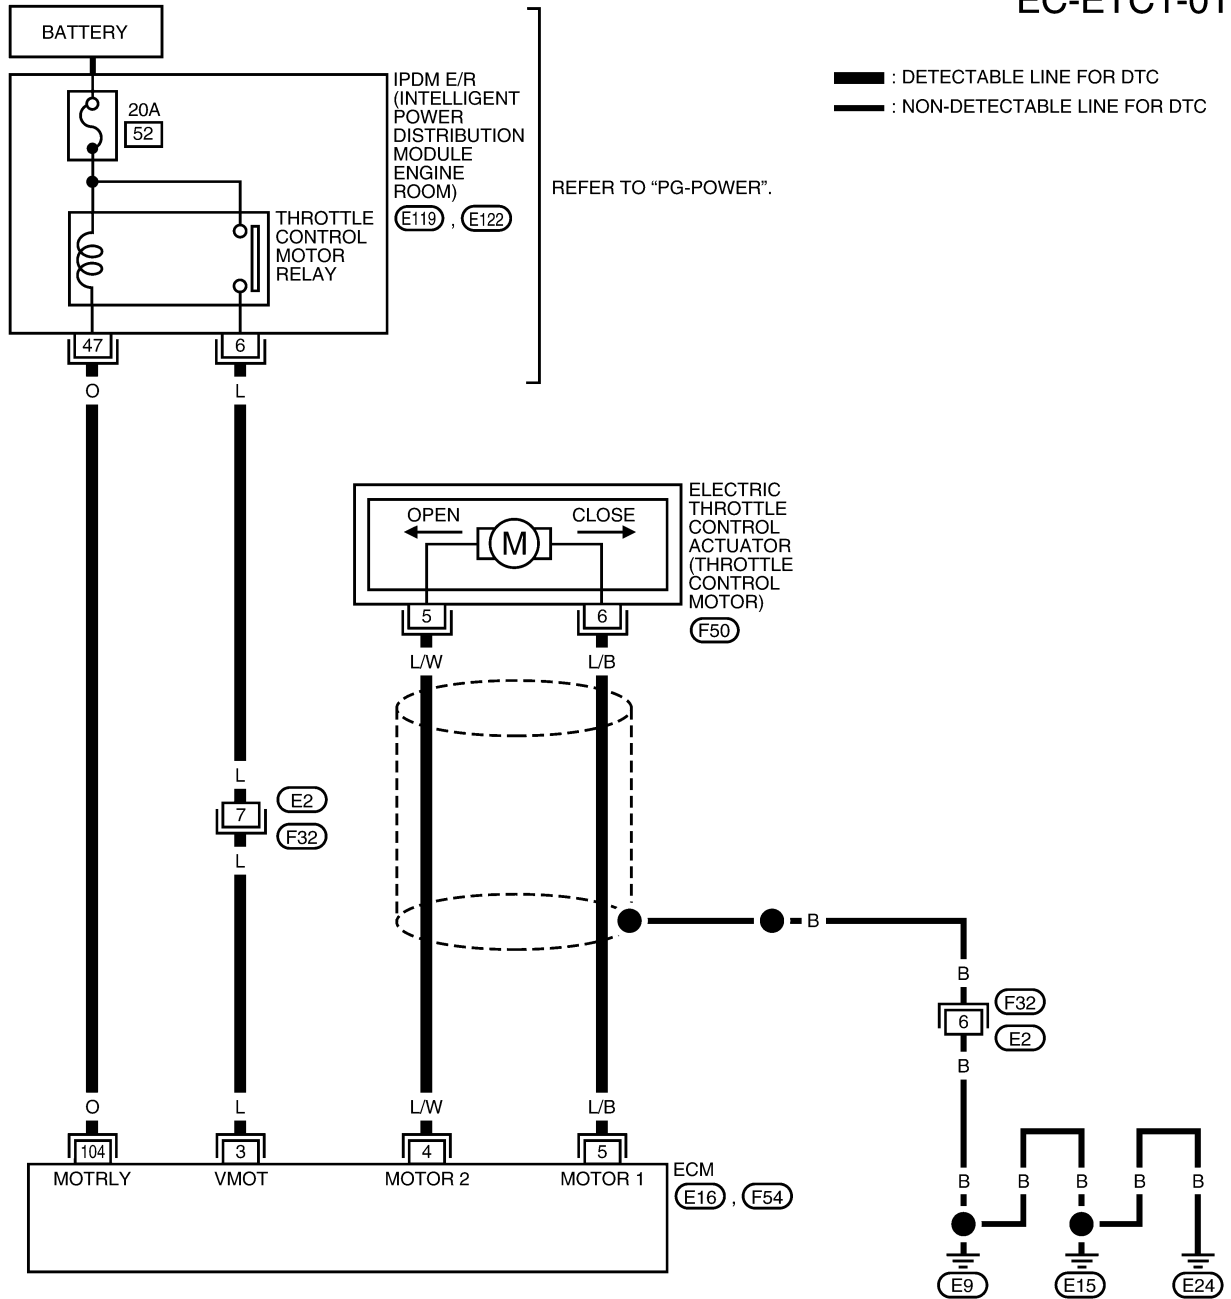 EC-ETC1-01
BATTERY
: DETECTABLE LINE FOR DTC
: NON-DETECTABLE LINE FOR DTC
20A
52
IPDM E/R
(INTELLIGENT
POWER
DISTRIBUTION
MODULE
ENGINE
ROOM)
E119 , E122
REFER TO “PG-POWER”.
THROTTLE
CONTROL
MOTOR
RELAY
47 6
O L
ELECTRIC
THROTTLE
CONTROL
ACTUATOR
(THROTTLE
CONTROL
MOTOR)
F50
OPEN CLOSE
M
5 6
L/W L/B
L
7
E2
F32
L
B
B
F32
6
E2
B
O L L/W L/B
104 3 4 5
MOTRLY VMOT MOTOR 2 MOTOR 1
ECM
E16 , F54
B B B B B
E9 E15 E24